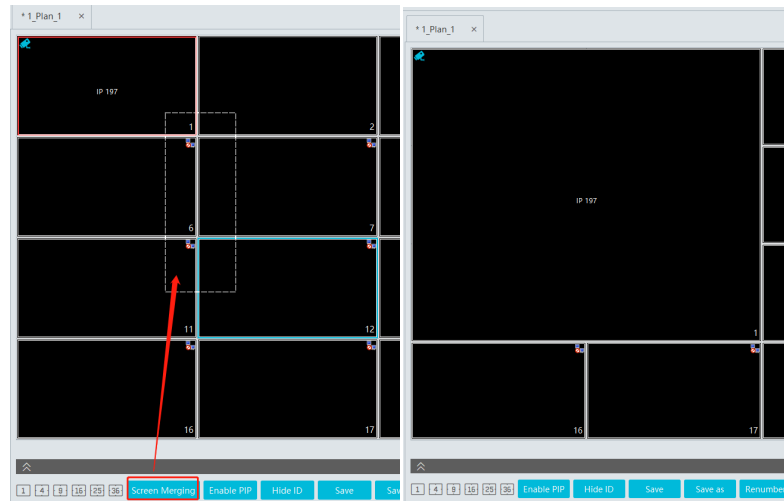 * 1_Plan_1 ×
IP 197
1
2
6
7
11
12
16
17
1 4 9 16 25 36 Screen Merging Enable PIP Hide ID Save Sav
* 1_Plan_1 ×
IP 197
1
16
17
1 4 9 16 25 36 Enable PIP Hide ID Save Save as Renumbe